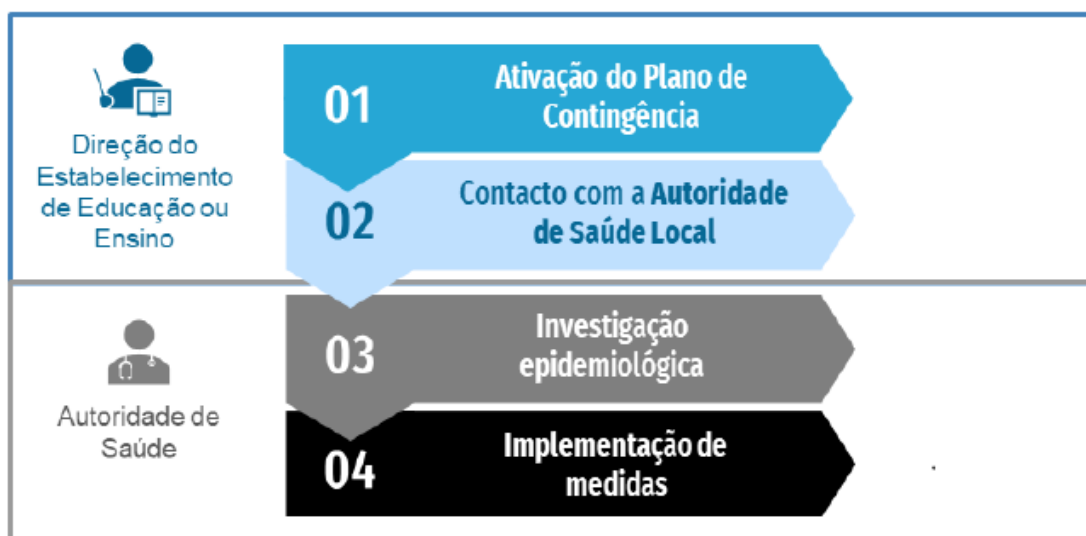 Direção do
Estabelecimento
de Educação ou
Ensino
01
Ativação do Plano de
Contingência
02
Contacto com a Autoridade
de Saúde Local
Autoridade de
Saúde
03
Investigação
epidemiológica
04
Implementação de
medidas